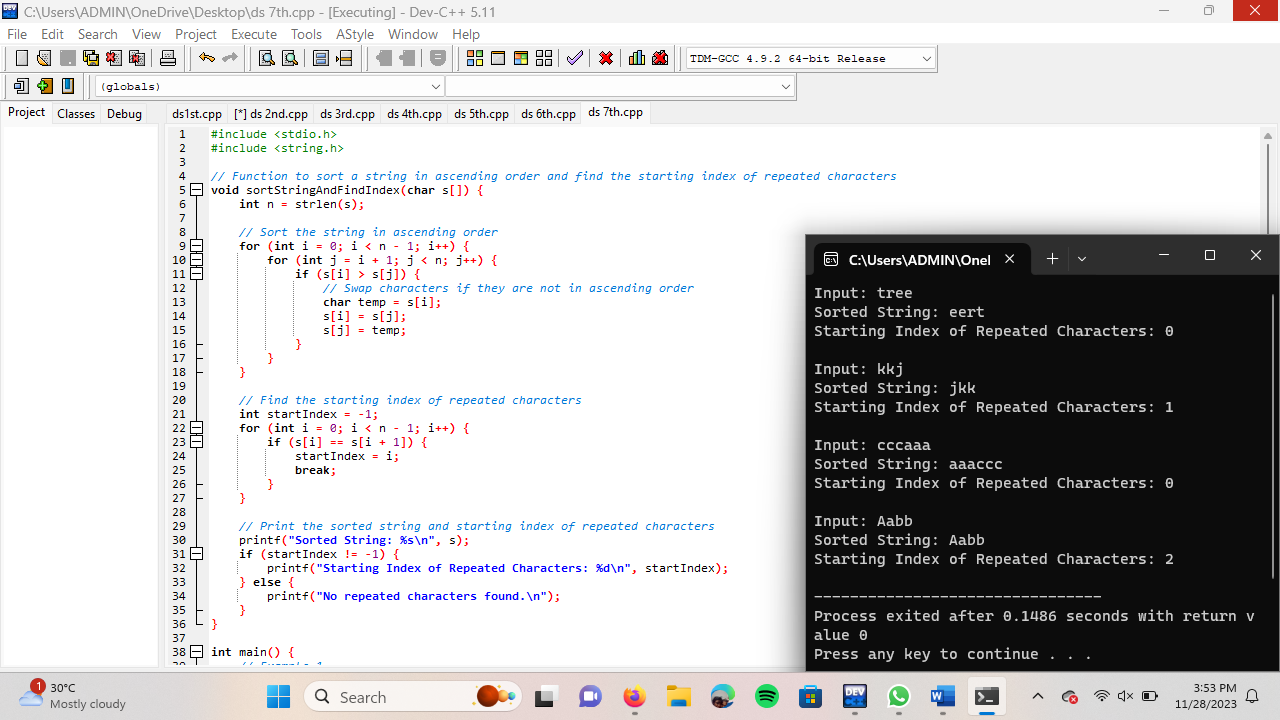 C:\Users\ADMIN\OneDrive\Desktop\ds 7th.cpp - [Executing] - Dev-C++ 5.11
File Edit Search View Project Execute Tools AStyle Window Help
TDM-GCC 4.9.2 64-bit Release
(globals)
Project Classes Debug
ds1st.cpp [*] ds 2nd.cpp ds 3rd.cpp ds 4th.cpp ds 5th.cpp ds 6th.cpp ds 7th.cpp
1 #include <stdio.h>
2 #include <string.h>
3
4 // Function to sort a string in ascending order and find the starting index of repeated characters
5 void sortStringAndFindIndex(char s[]) {
6 int n = strlen(s);
7
8 // Sort the string in ascending order
9 for (int i = 0; i < n - 1; i++) {
10 for (int j = i + 1; j < n; j++) {
11 if (s[i] > s[j]) {
12 // Swap characters if they are not in ascending order
13 char temp = s[i];
14 s[i] = s[j];
15 s[j] = temp;
16 }
17 }
18 }
19
20 // Find the starting index of repeated characters
21 int startIndex = -1;
22 for (int i = 0; i < n - 1; i++) {
23 if (s[i] == s[i + 1]) {
24 startIndex = i;
25 break;
26 }
27 }
28
29 // Print the sorted string and starting index of repeated characters
30 printf("Sorted String: %s\n", s);
31 if (startIndex != -1) {
32 printf("Starting Index of Repeated Characters: %d\n", startIndex);
33 } else {
34 printf("No repeated characters found.\n");
35 }
36 }
37
38 int main() {
39 // Example 1
C:\Users\ADMIN\OneI
Input: tree
Sorted String: eert
Starting Index of Repeated Characters: 0
Input: kkj
Sorted String: jkk
Starting Index of Repeated Characters: 1
Input: cccaaa
Sorted String: aaaccc
Starting Index of Repeated Characters: 0
Input: Aabb
Sorted String: Aabb
Starting Index of Repeated Characters: 2
--------------------------------
Process exited after 0.1486 seconds with return v
alue 0
Press any key to continue . . .
1
30°C
Mostly cloudy
Search
DEV
W
3:53 PM
11/28/2023